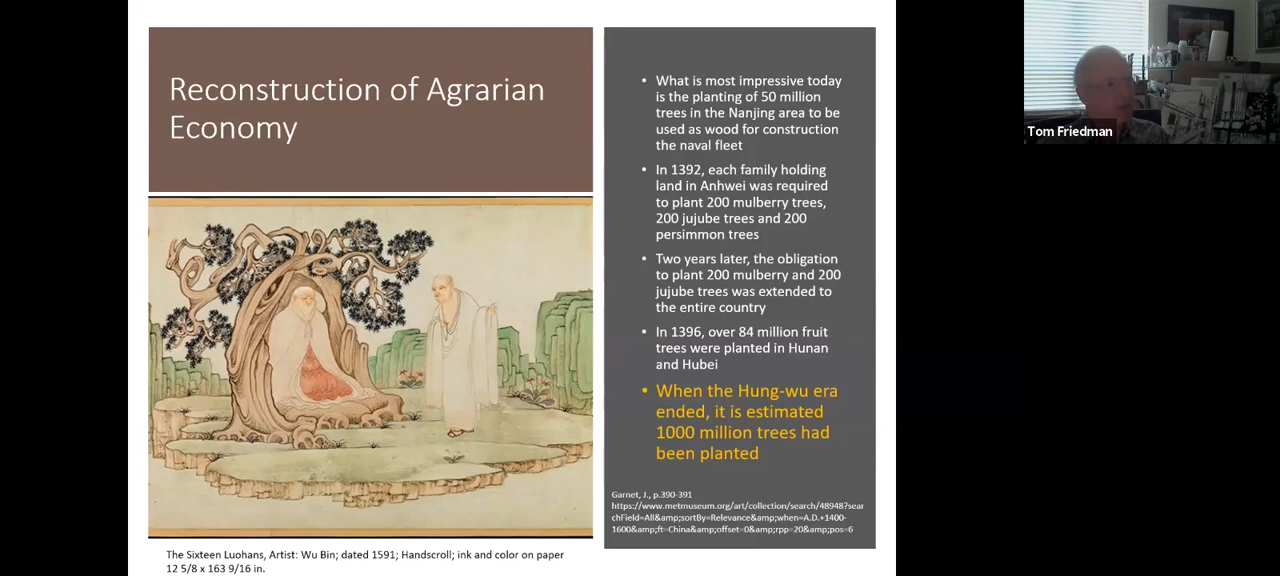 Reconstruction of Agrarian
Economy
• What is most impressive today
is the planting of 50 million
trees in the Nanjing area to be
used as wood for construction
the naval fleet
• In 1392, each family holding
land in Anhwei was required
to plant 200 mulberry trees,
200 jujube trees and 200
persimmon trees
• Two years later, the obligation
to plant 200 mulberry and 200
jujube trees was extended to
the entire country
• In 1396, over 84 million fruit
trees were planted in Hunan
and Hubei
• When the Hung-wu era
ended, it is estimated
1000 million trees had
been planted
Garnet, J., p.390-391
https://www.metmuseum.org/art/collection/search/48948?sear
chField=All&amp;sortBy=Relevance&amp;when=A.D.+1400-
1600&amp;ft=China&amp;offset=0&amp;rpp=20&amp;pos=6
The Sixteen Luohans, Artist: Wu Bin; dated 1591; Handscroll; ink and color on paper
12 5/8 x 163 9/16 in.
Tom Friedman